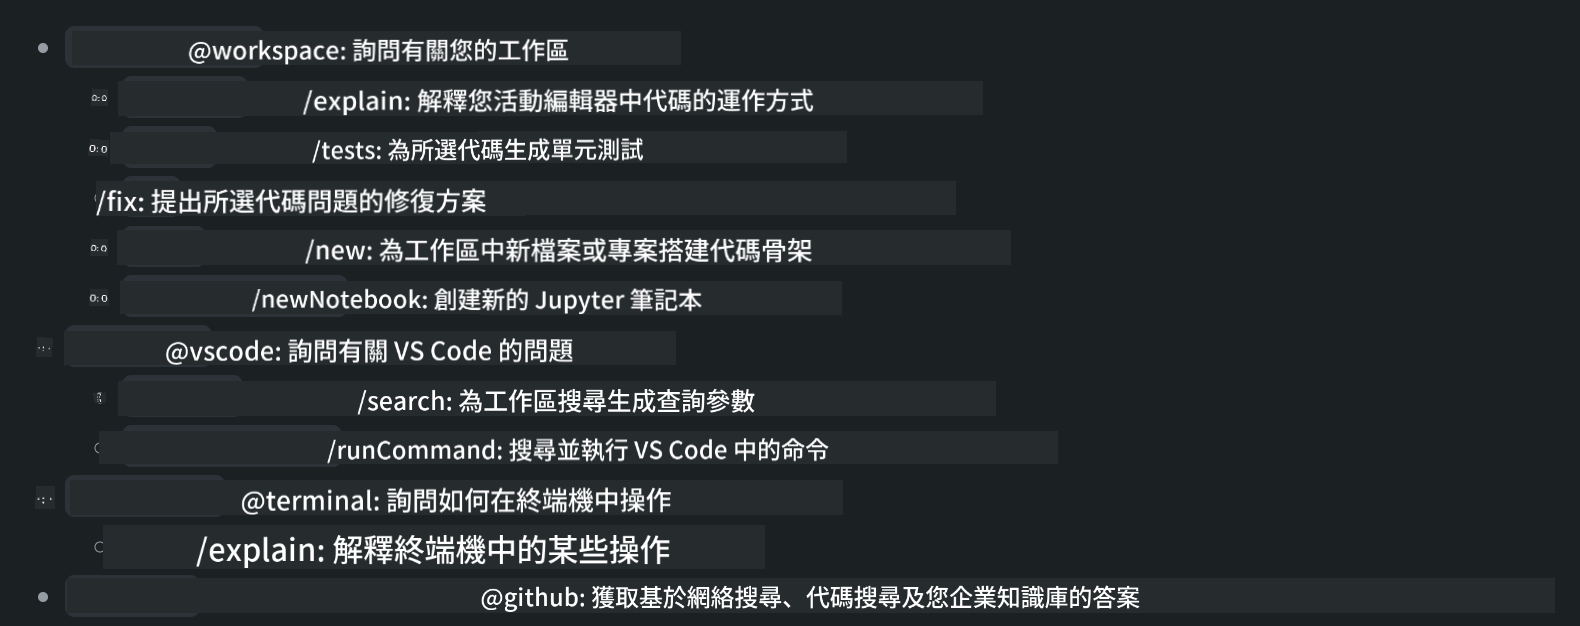 @workspace: 詢問有關您的工作區
/explain: 解釋您活動編輯器中代碼的運作方式
/tests: 為所選代碼生成單元測試
/fix: 提出所選代碼問題的修復方案
/new: 為工作區中新檔案或專案搭建代碼骨架
/newNotebook: 創建新的 Jupyter 筆記本
@vscode: 詢問有關 VS Code 的問題
/search: 為工作區搜尋生成查詢參數
/runCommand: 搜尋並執行 VS Code 中的命令
@terminal: 詢問如何在終端機中操作
/explain: 解釋終端機中的某些操作
@github: 獲取基於網絡搜尋、代碼搜尋及您企業知識庫的答案